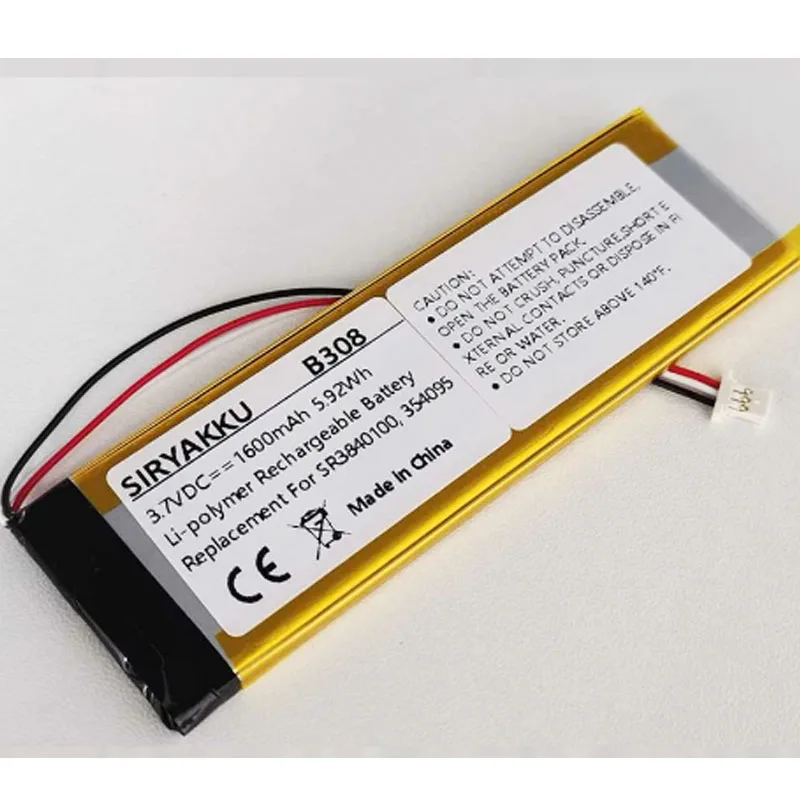 SIRYAKKU B308
3.7VDC== 1600mAh 5.92Wh
Li-polymer Rechargeable Battery
Replacement For SR3840100, 354095
CE Made in China
CAUTION:
• DO NOT ATTEMPT TO DISASSEMBLE,
OPEN THE BATTERY PACK.
• DO NOT CRUSH, PUNCTURE,SHORT E
XTERNAL CONTACTS OR DISPOSE IN FI
RE OR WATER.
• DO NOT STORE ABOVE 140°F.